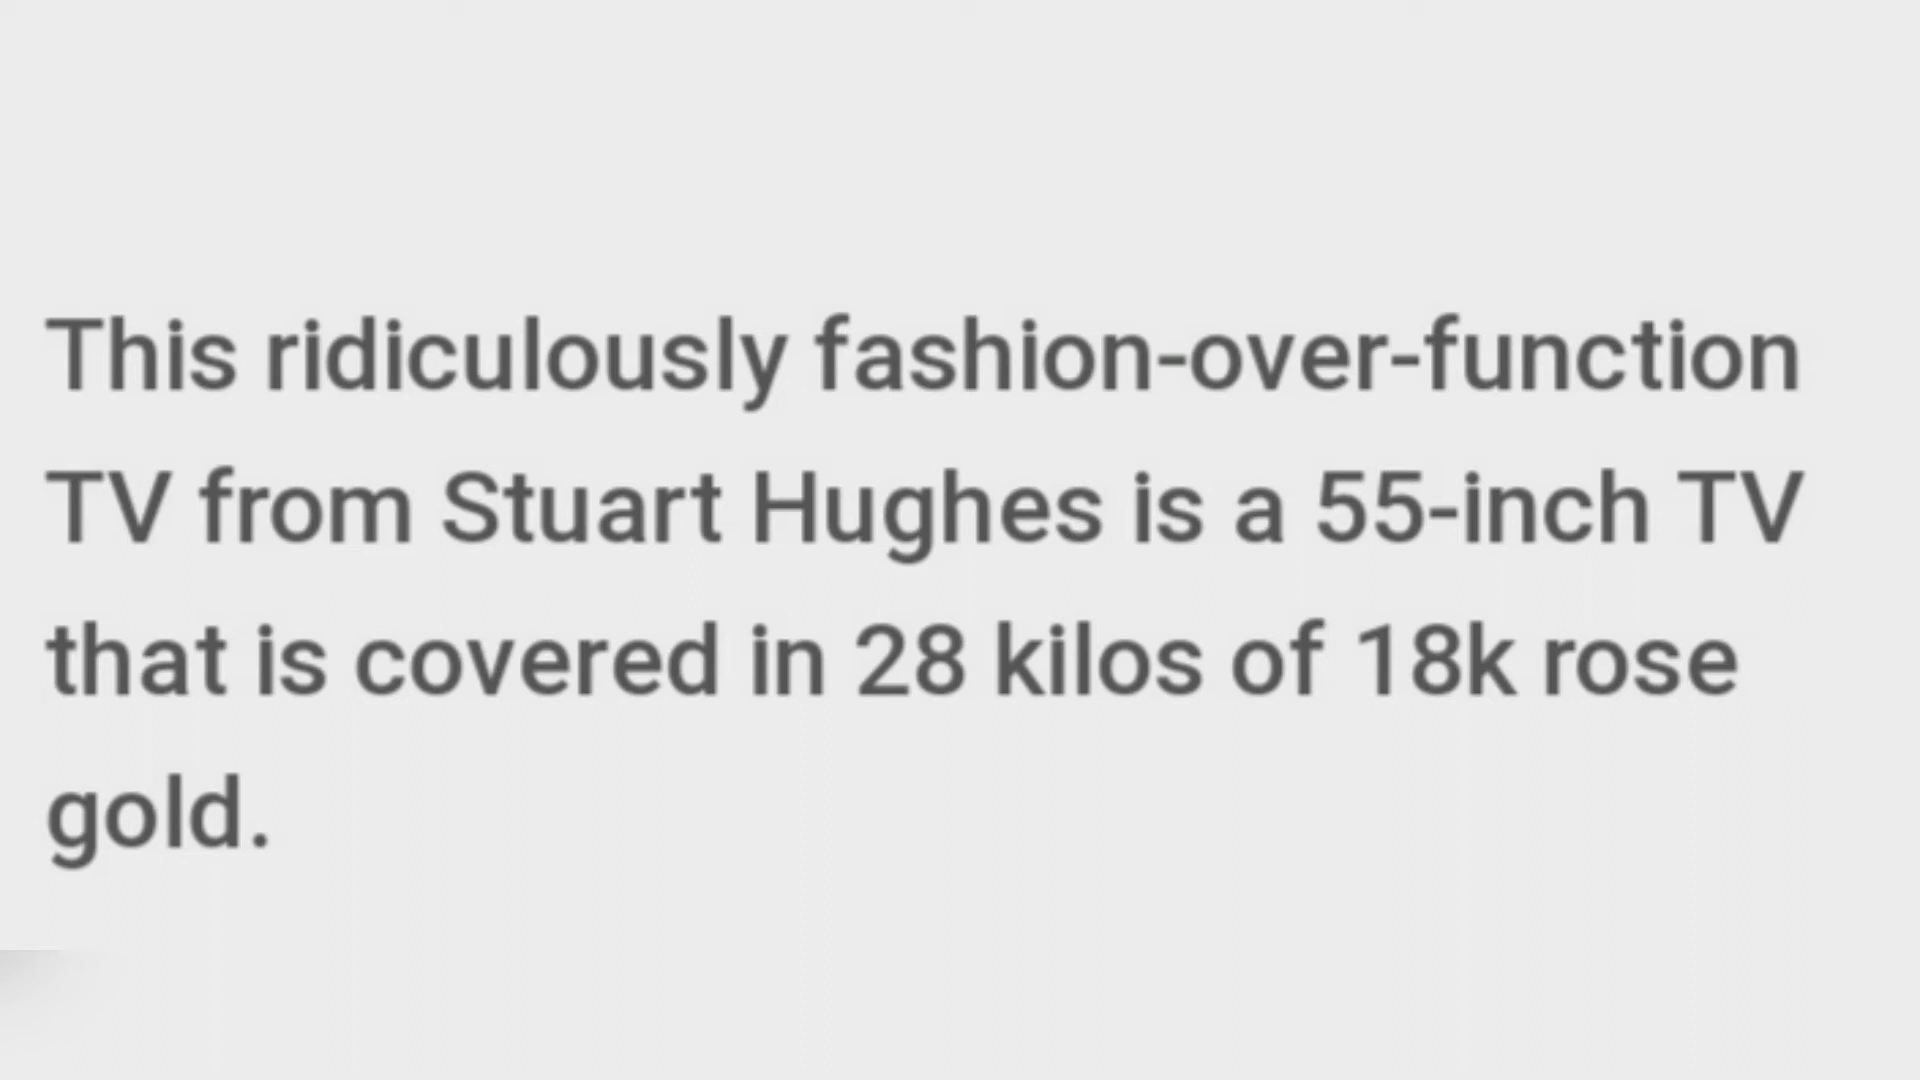 This ridiculously fashion-over-function
TV from Stuart Hughes is a 55-inch TV
that is covered in 28 kilos of 18k rose
gold.